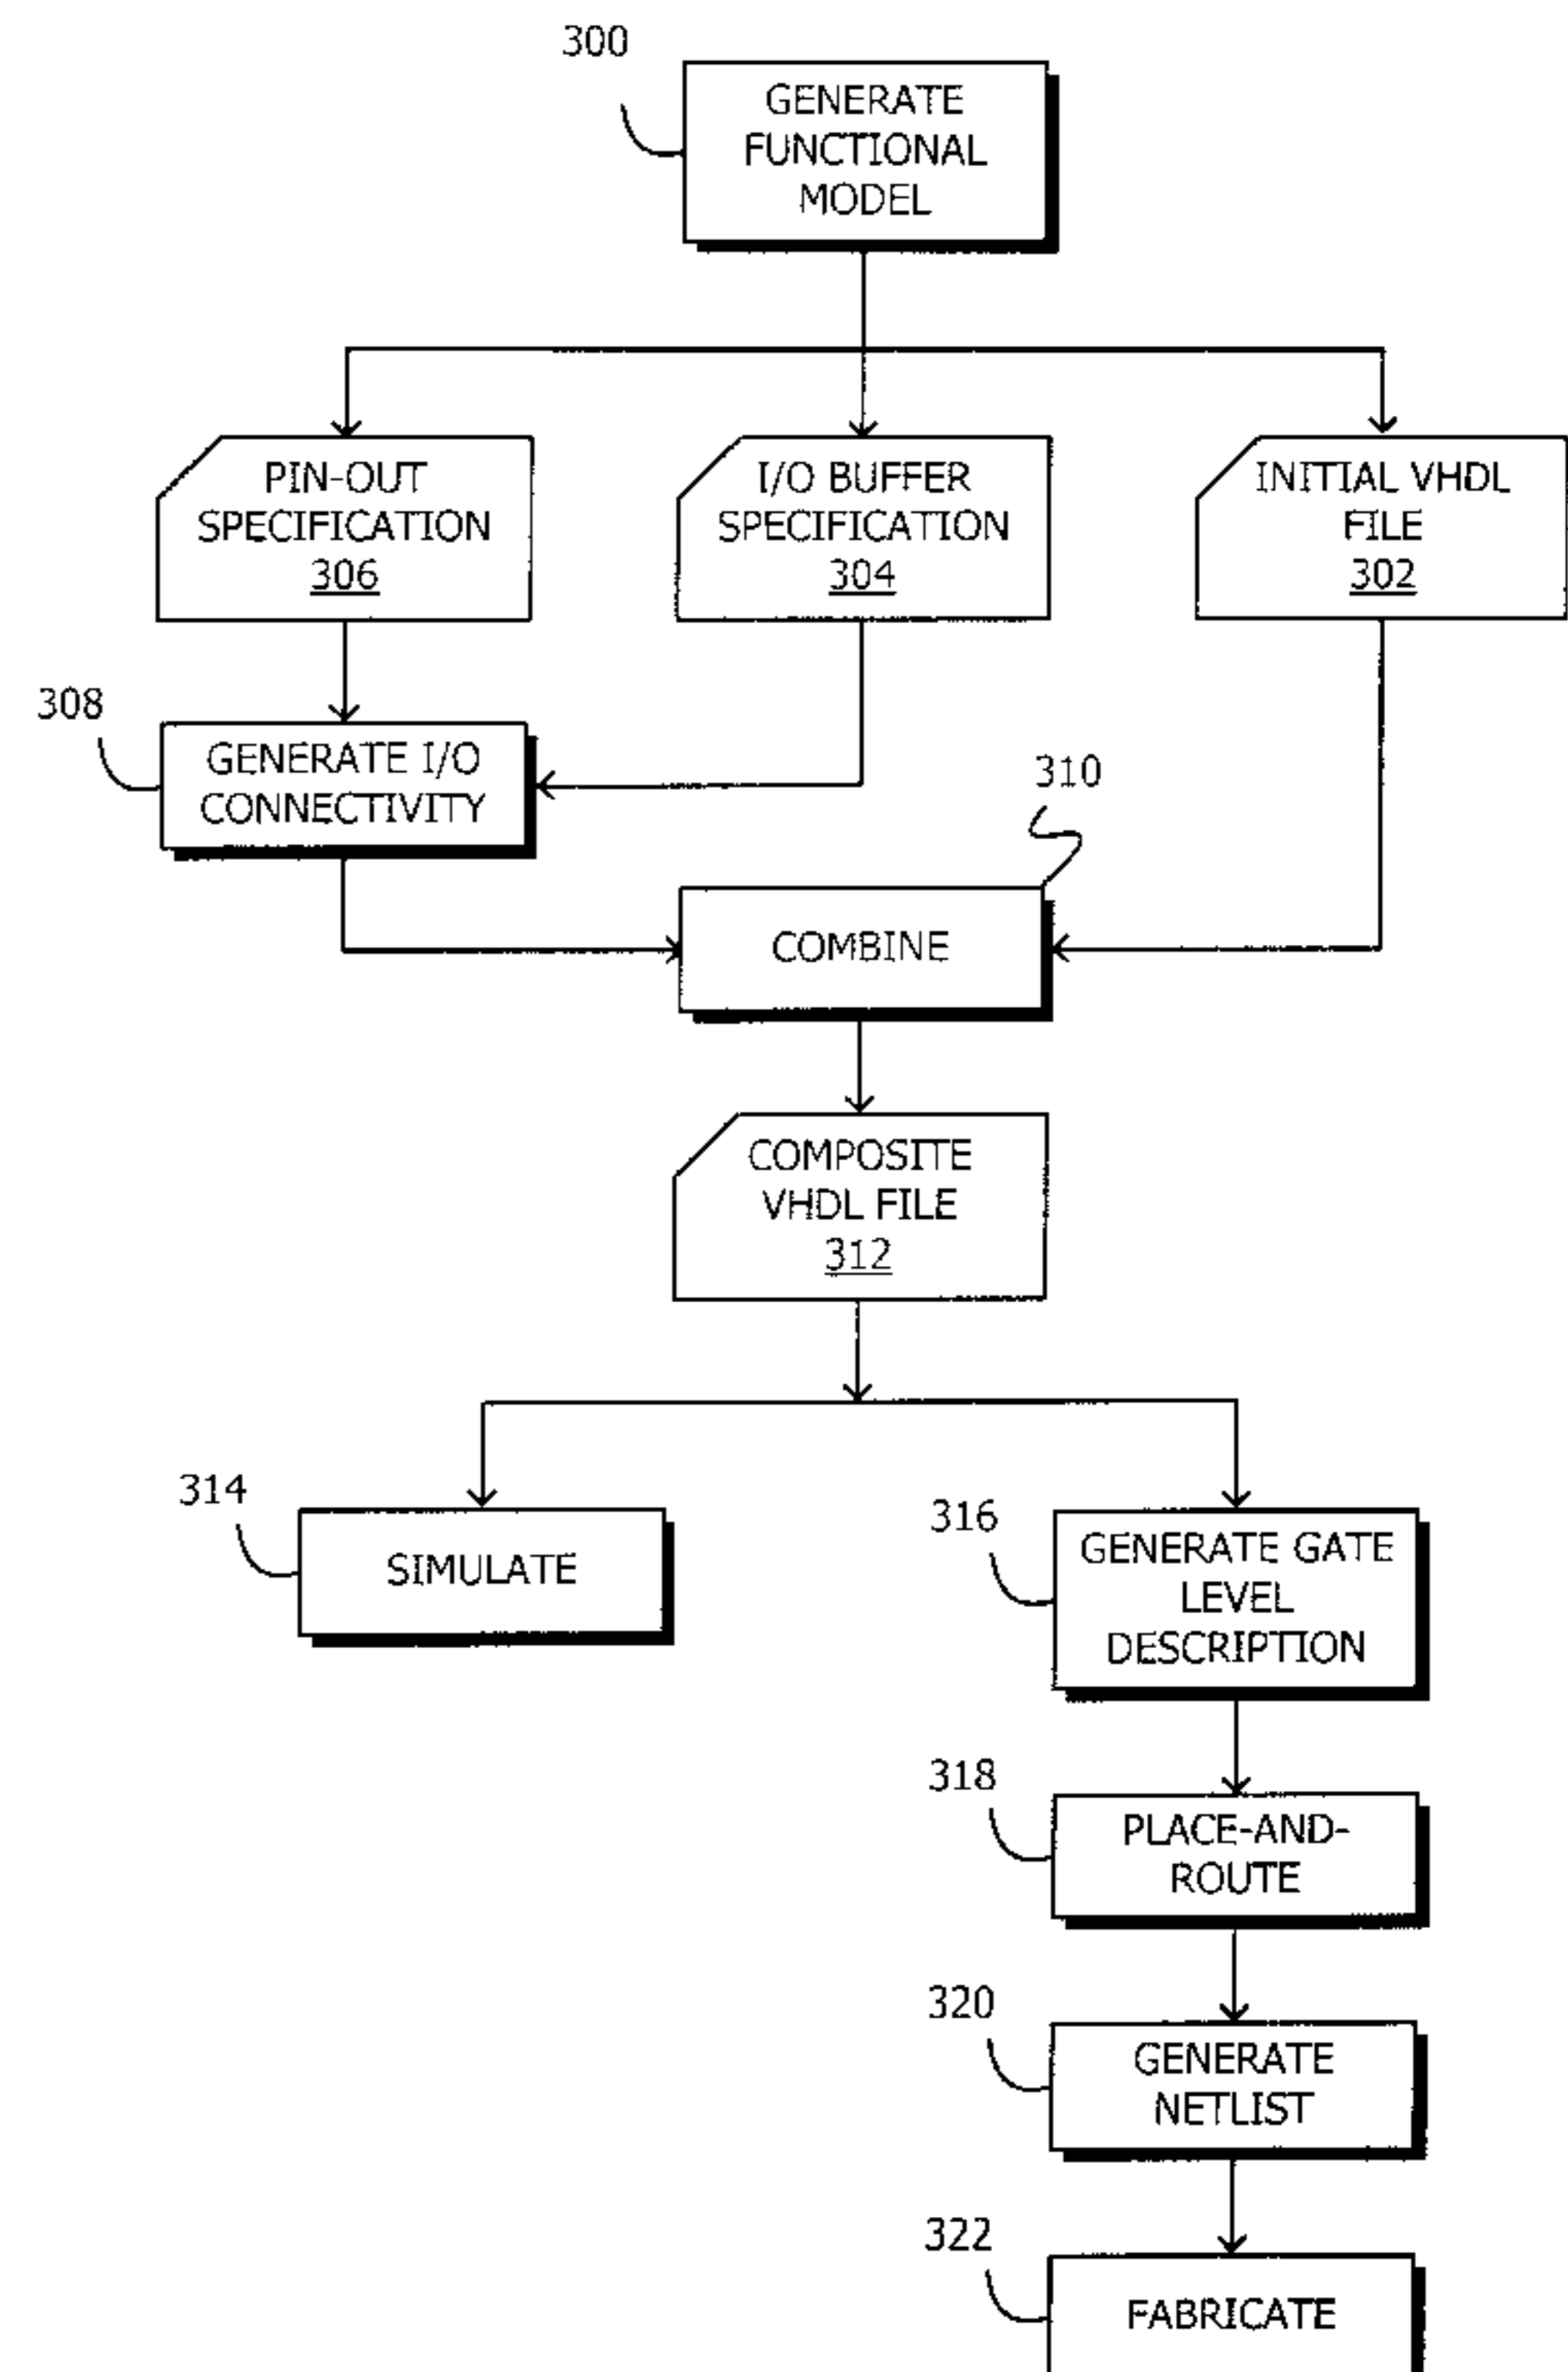 300
GENERATE
FUNCTIONAL
MODEL
PIN-OUT
SPECIFICATION
306
I/O BUFFER
SPECIFICATION
304
INITIAL VHDL
FILE
302
308
GENERATE I/O
CONNECTIVITY
310
COMBINE
COMPOSITE
VHDL FILE
312
314
SIMULATE
316
GENERATE GATE
LEVEL
DESCRIPTION
318
PLACE-AND-
ROUTE
320
GENERATE
NETLIST
322
FABRICATE